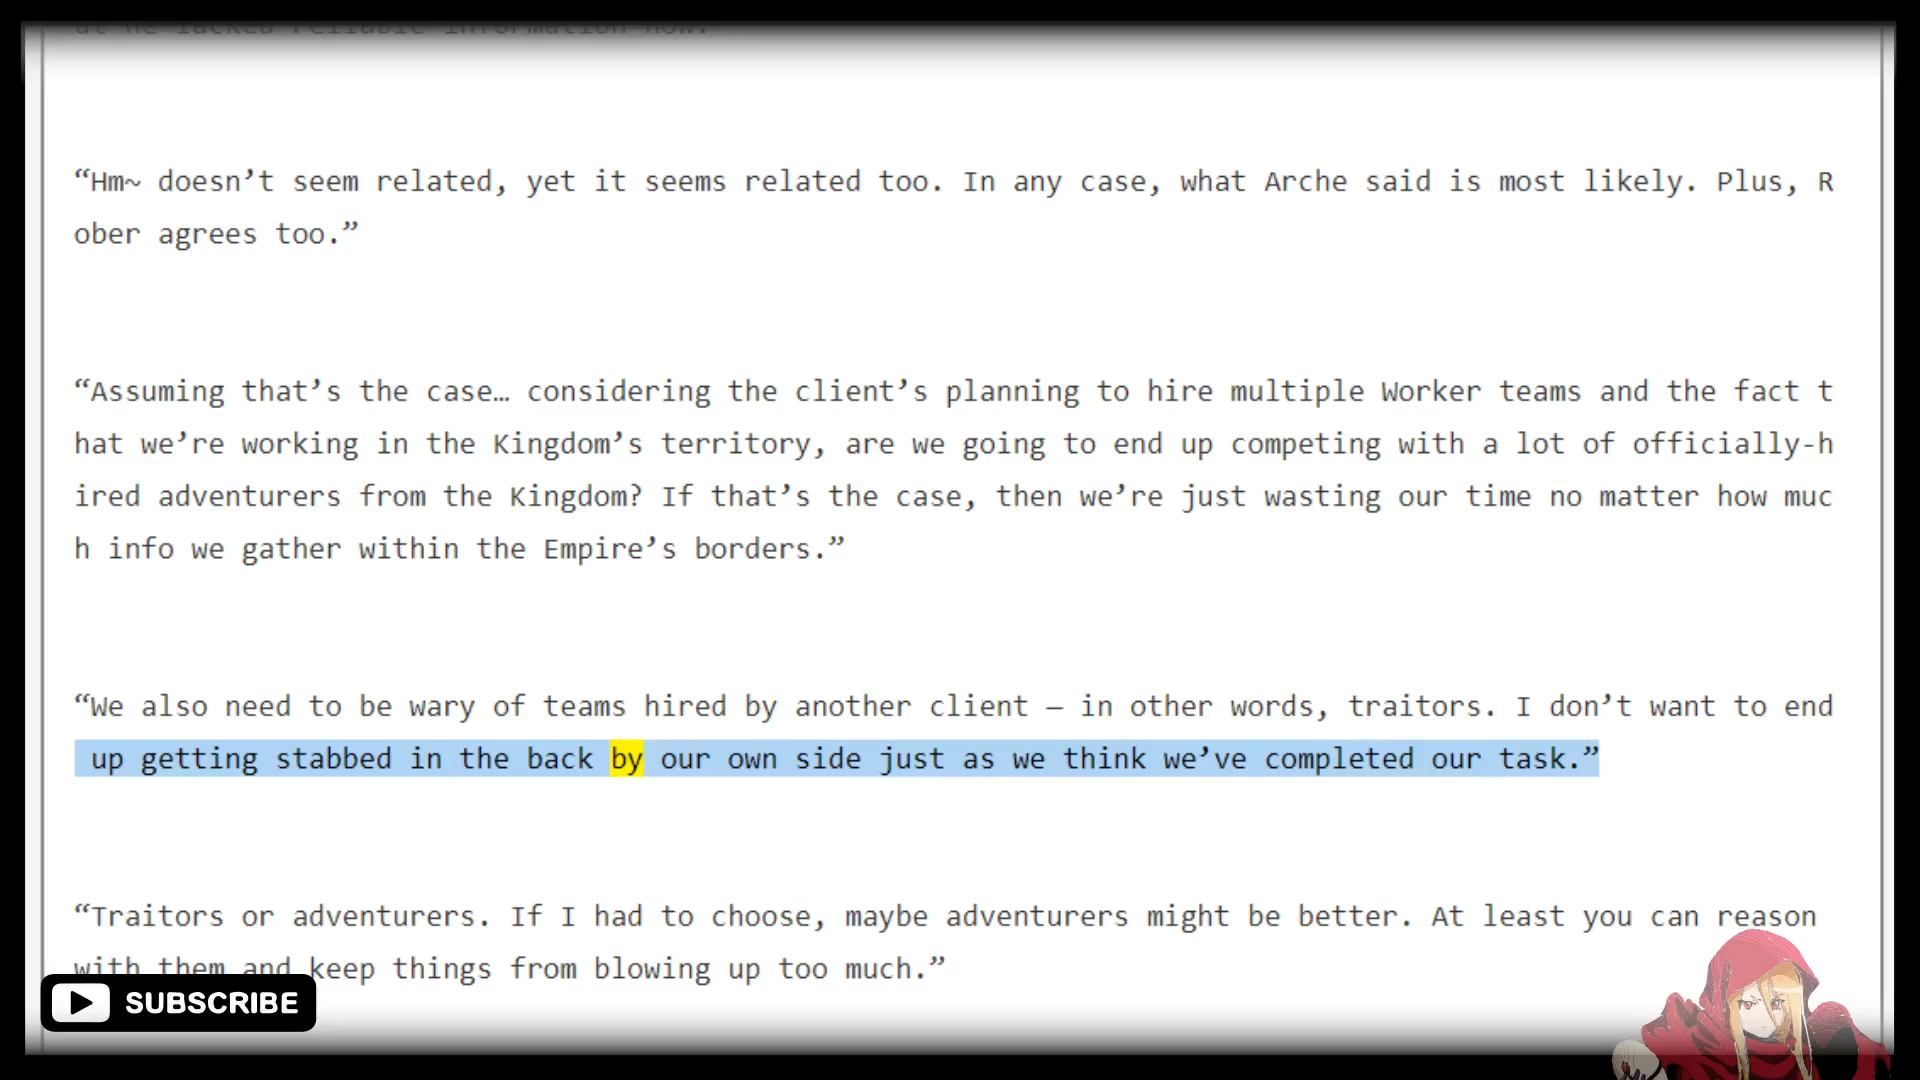 at he lacked reliable information now.
“Hm~ doesn’t seem related, yet it seems related too. In any case, what Arche said is most likely. Plus, R
ober agrees too.”
“Assuming that’s the case… considering the client’s planning to hire multiple Worker teams and the fact t
hat we’re working in the Kingdom’s territory, are we going to end up competing with a lot of officially-h
ired adventurers from the Kingdom? If that’s the case, then we’re just wasting our time no matter how muc
h info we gather within the Empire’s borders.”
“We also need to be wary of teams hired by another client — in other words, traitors. I don’t want to end
up getting stabbed in the back by our own side just as we think we’ve completed our task.”
“Traitors or adventurers. If I had to choose, maybe adventurers might be better. At least you can reason
with them and keep things from blowing up too much.”
SUBSCRIBE